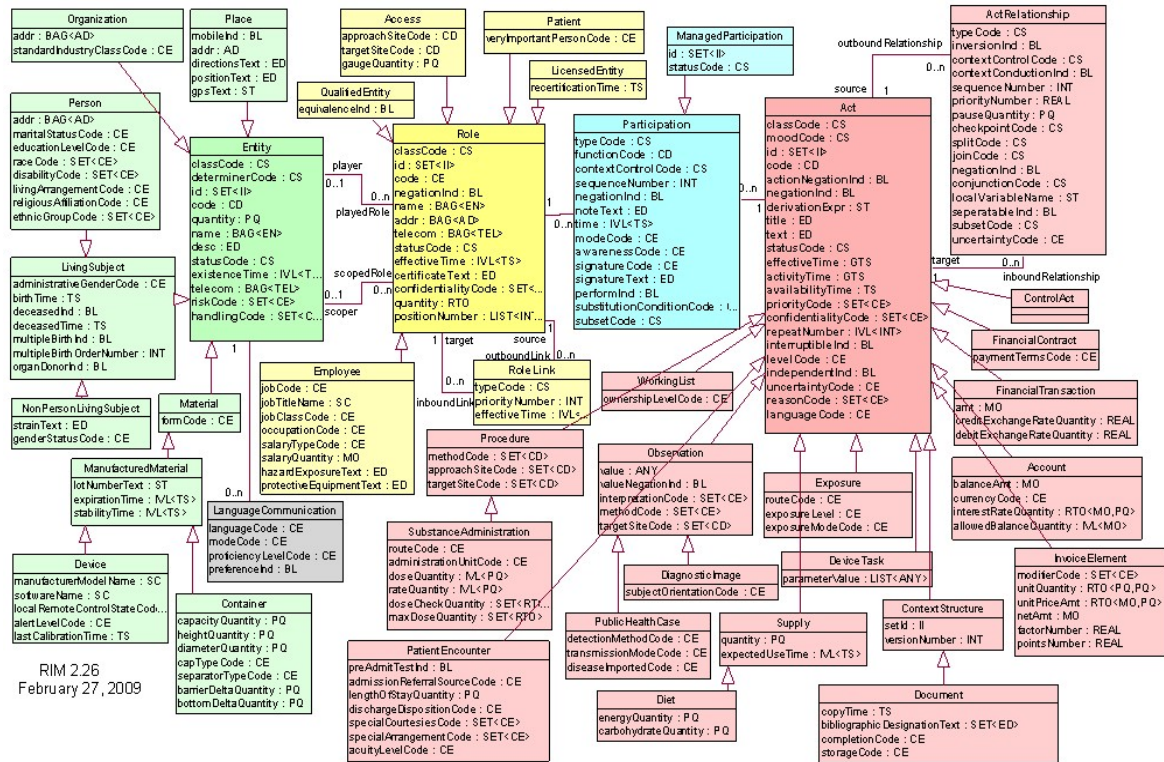 Organization
addr : BAG<AD>
standardIndustryClassCode : CE
Place
mobileInd : BL
addr : AD
directionsText : ED
positionText : ED
gpsText : ST
Access
approachSiteCode : CD
targetSiteCode : CD
gaugeQuantity : PQ
Patient
veryImportantPersonCode : CE
ManagedParticipation
id : SET<II>
statusCode : CS
ActRelationship
typeCode : CS
inversionInd : BL
contextControlCode : CS
contextConductionInd : BL
sequenceNumber : INT
priorityNumber : REAL
pauseQuantity : PQ
checkpointCode : CS
splitCode : CS
joinCode : CS
negationInd : BL
conjunctionCode : CS
localVariableName : ST
seperatableInd : BL
subsetCode : CS
uncertaintyCode : CE
outboundRelationship
0..n
source
1
LicensedEntity
recertificationTime : TS
QualifiedEntity
equivalenceInd : BL
Person
addr : BAG<AD>
maritalStatusCode : CE
educationLevelCode : CE
raceCode : SET<CE>
disabilityCode : SET<CE>
livingArrangementCode : CE
religiousAffiliationCode : CE
ethnicGroupCode : SET<CE>
Entity
classCode : CS
determinerCode : CS
id : SET<II>
code : CD
quantity : PQ
name : BAG<EN>
desc : ED
statusCode : CS
existenceTime : IVL<T...
telecom : BAG<TEL>
riskCode : SET<CE>
handlingCode : SET<C...
player
0..1
0..n
playedRole
scopedRole
0..1
0..n
scoper
Role
classCode : CS
id : SET<II>
code : CE
negationInd : BL
name : BAG<EN>
addr : BAG<AD>
telecom : BAG<TEL>
statusCode : CS
effectiveTime : IVL<TS>
certificateText : ED
confidentialityCode : SET<...
quantity : RTO
positionNumber : LIST<IN...
1
0..n
Participation
typeCode : CS
functionCode : CD
contextControlCode : CS
sequenceNumber : INT
negationInd : BL
noteText : ED
time : IVL<TS>
modeCode : CE
awarenessCode : CE
signatureCode : CE
signatureText : ED
performInd : BL
substitutionConditionCode : (...
subsetCode : CS
0..n
1
Act
classCode : CS
moodCode : CS
id : SET<II>
code : CD
actionNegationInd : BL
negationInd : BL
derivationExpr : ST
title : ED
text : ED
statusCode : CS
effectiveTime : GTS
activityTime : GTS
availabilityTime : TS
priorityCode : SET<CE>
confidentialityCode : SET<CE>
repeatNumber : IVL<INT>
interruptibleInd : BL
levelCode : CE
independentInd : BL
uncertaintyCode : CE
reasonCode : SET<CE>
languageCode : CE
target
0..n
1
inboundRelationship
ControlAct
FinancialContract
paymentTermsCode : CE
FinancialTransaction
amt : MO
creditExchangeRateQuantity : REAL
debitExchangeRateQuantity : REAL
LivingSubject
administrativeGenderCode : CE
birthTime : TS
deceasedInd : BL
deceasedTime : TS
multipleBirthInd : BL
multipleBirthOrderNumber : INT
organDonorInd : BL
1
1
target
1
source
outboundLink
0..n
0..n
inboundLink
Employee
jobCode : CE
jobTitleName : SC
jobClassCode : CE
occupationCode : CE
salaryTypeCode : CE
salaryQuantity : MO
hazardExposureText : ED
protectiveEquipmentText : ED
RoleLink
typeCode : CS
priorityNumber : INT
effectiveTime : IVL<...
WorkingList
ownershipLevelCode : CE
NonPersonLivingSubject
strainText : ED
genderStatusCode : CE
Material
formCode : CE
Procedure
methodCode : SET<CD>
approachSiteCode : SET<CD>
targetSiteCode : SET<CD>
Observation
value : ANY
valueNegationInd : BL
interpretationCode : SET<CE>
methodCode : SET<CE>
targetSiteCode : SET<CD>
Exposure
routeCode : CE
exposureLevel : CE
exposureModeCode : CE
Account
balanceAmt : MO
currencyCode : CE
interestRateQuantity : RTO<MO,PQ>
allowedBalanceQuantity : IVL<MO>
ManufacturedMaterial
lotNumberText : ST
expirationTime : IVL<TS>
stabilityTime : IVL<TS>
0..n
LanguageCommunication
languageCode : CE
modeCode : CE
proficiencyLevelCode : CE
preferenceInd : BL
SubstanceAdministration
routeCode : CE
administrationUnitCode : CE
doseQuantity : IVL<PQ>
rateQuantity : IVL<PQ>
doseCheckQuantity : SET<RT(...
maxDoseQuantity : SET<RTO>
DiagnosticImage
subjectOrientationCode : CE
DeviceTask
parameterValue : LIST<ANY>
InvoiceElement
modifierCode : SET<CE>
unitQuantity : RTO<PQ,PQ>
unitPriceAmt : RTO<MO,PQ>
netAmt : MO
factorNumber : REAL
pointsNumber : REAL
Device
manufacturerModelName : SC
softwareName : SC
localRemoteControlStateCod...
alertLevelCode : CE
lastCalibrationTime : TS
Container
capacityQuantity : PQ
heightQuantity : PQ
diameterQuantity : PQ
capTypeCode : CE
separatorTypeCode : CE
barrierDeltaQuantity : PQ
bottomDeltaQuantity : PQ
PublicHealthCase
detectionMethodCode : CE
transmissionModeCode : CE
diseaseImportedCode : CE
Supply
quantity : PQ
expectedUseTime : IVL<TS>
ContextStructure
setId : II
versionNumber : INT
PatientEncounter
preAdmitTestInd : BL
admissionReferralSourceCode : CE
lengthOfStayQuantity : PQ
dischargeDispositionCode : CE
specialCourtesiesCode : SET<CE>
specialArrangementCode : SET<CE>
acuityLevelCode : CE
Diet
energyQuantity : PQ
carbohydrateQuantity : PQ
Document
copyTime : TS
bibliographicDesignationText : SET<ED>
completionCode : CE
storageCode : CE
RIM 2.26
February 27, 2009